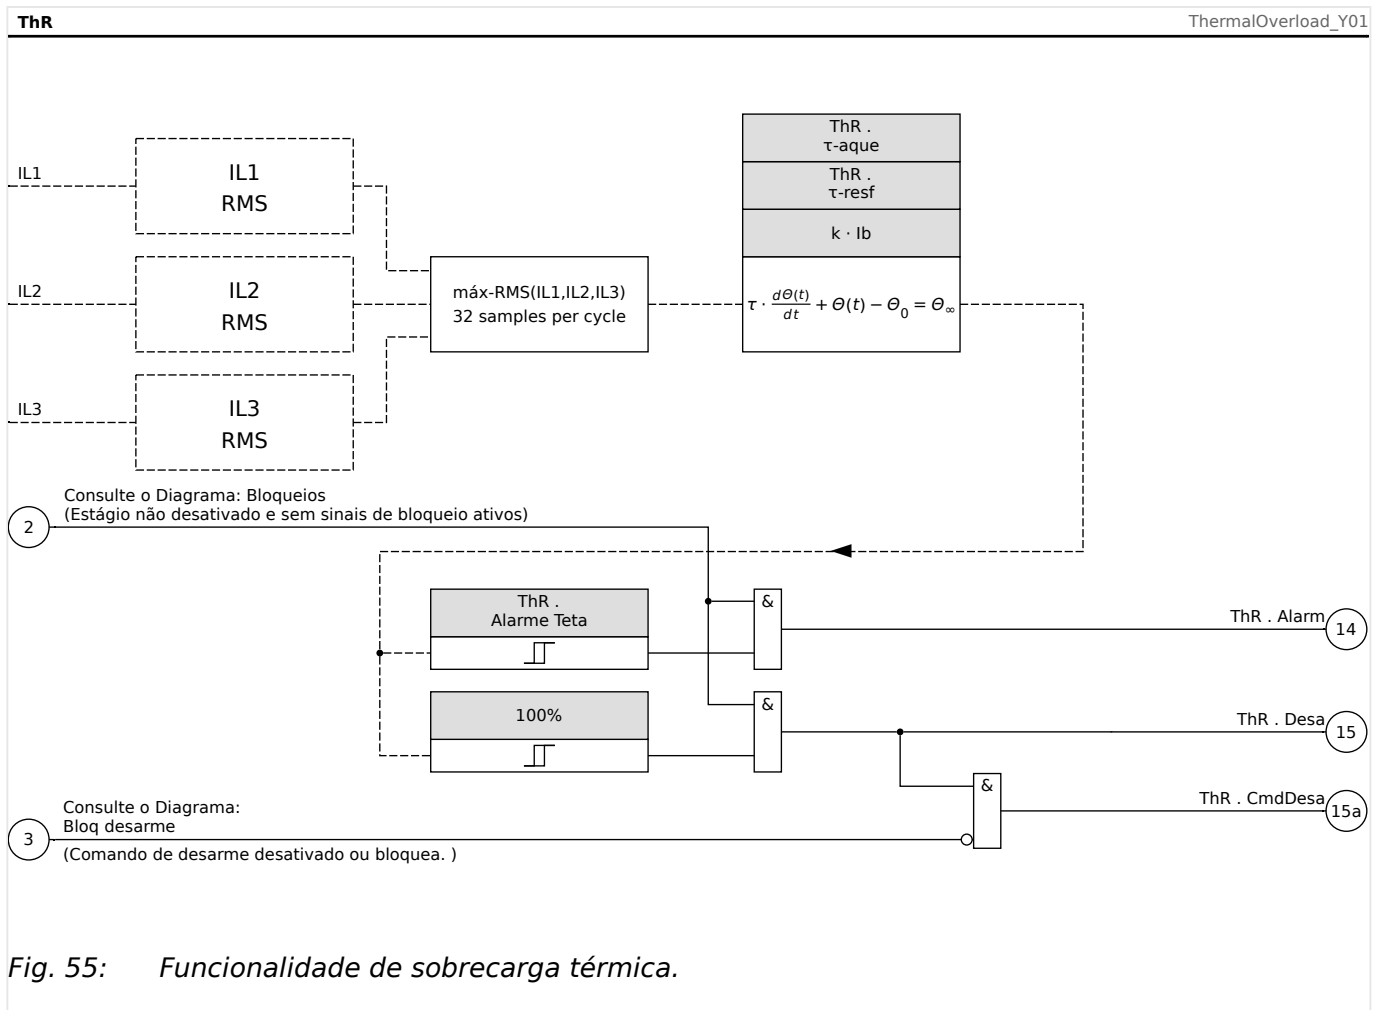 ThR
ThermalOverload_Y01
ThR .
τ-aque
ThR .
τ-resf
k · Ib
IL1
IL1
RMS
IL2
IL2
RMS
máx-RMS(IL1,IL2,IL3)
32 samples per cycle
τ · dΘ(t)/dt + Θ(t) − Θ₀ = Θ∞
IL3
IL3
RMS
Consulte o Diagrama: Bloqueios
(Estágio não desativado e sem sinais de bloqueio ativos)
2
ThR .
Alarme Teta
&
ThR . Alarm
14
100%
&
ThR . Desa
15
&
ThR . CmdDesa
15a
Consulte o Diagrama:
Bloq desarme
3
(Comando de desarme desativado ou bloquea. )
Fig. 55: Funcionalidade de sobrecarga térmica.